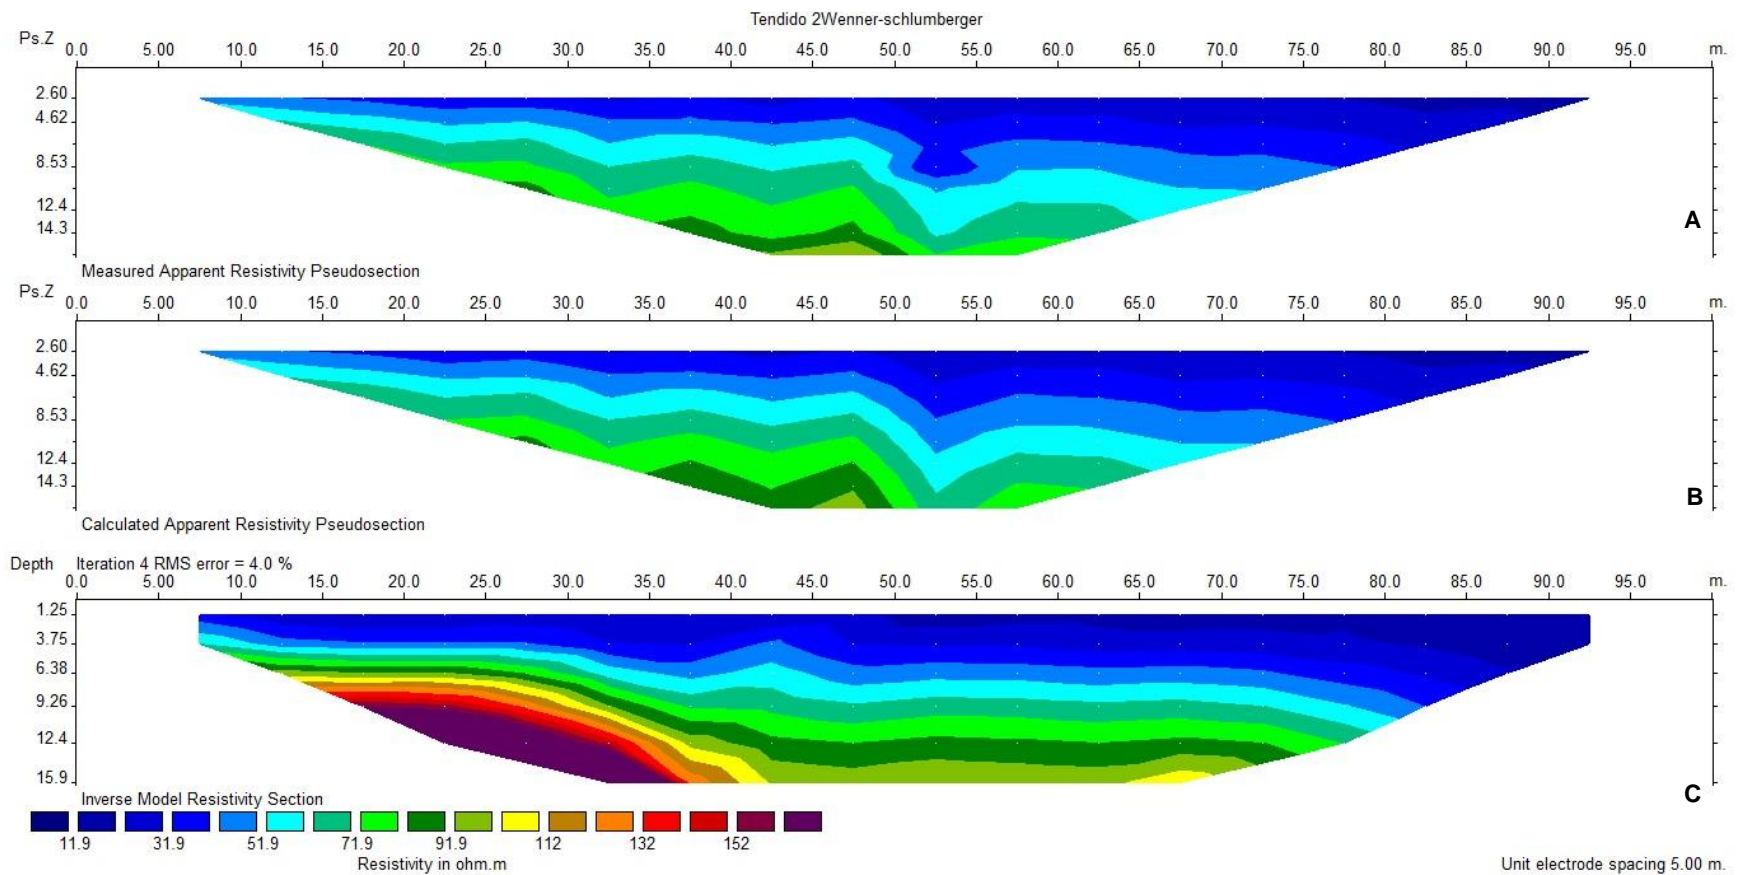 Tendido 2Wenner-schlumberger
Ps.Z 0.0 5.00 10.0 15.0 20.0 25.0 30.0 35.0 40.0 45.0 50.0 55.0 60.0 65.0 70.0 75.0 80.0 85.0 90.0 95.0 m.
2.60
4.62
8.53
12.4
14.3
A
Measured Apparent Resistivity Pseudosection
Ps.Z 0.0 5.00 10.0 15.0 20.0 25.0 30.0 35.0 40.0 45.0 50.0 55.0 60.0 65.0 70.0 75.0 80.0 85.0 90.0 95.0 m.
2.60
4.62
8.53
12.4
14.3
B
Calculated Apparent Resistivity Pseudosection
Depth Iteration 4 RMS error = 4.0 %
0.0 5.00 10.0 15.0 20.0 25.0 30.0 35.0 40.0 45.0 50.0 55.0 60.0 65.0 70.0 75.0 80.0 85.0 90.0 95.0 m.
1.25
3.75
6.38
9.26
12.4
15.9
C
Inverse Model Resistivity Section
11.9 31.9 51.9 71.9 91.9 112 132 152
Resistivity in ohm.m
Unit electrode spacing 5.00 m.